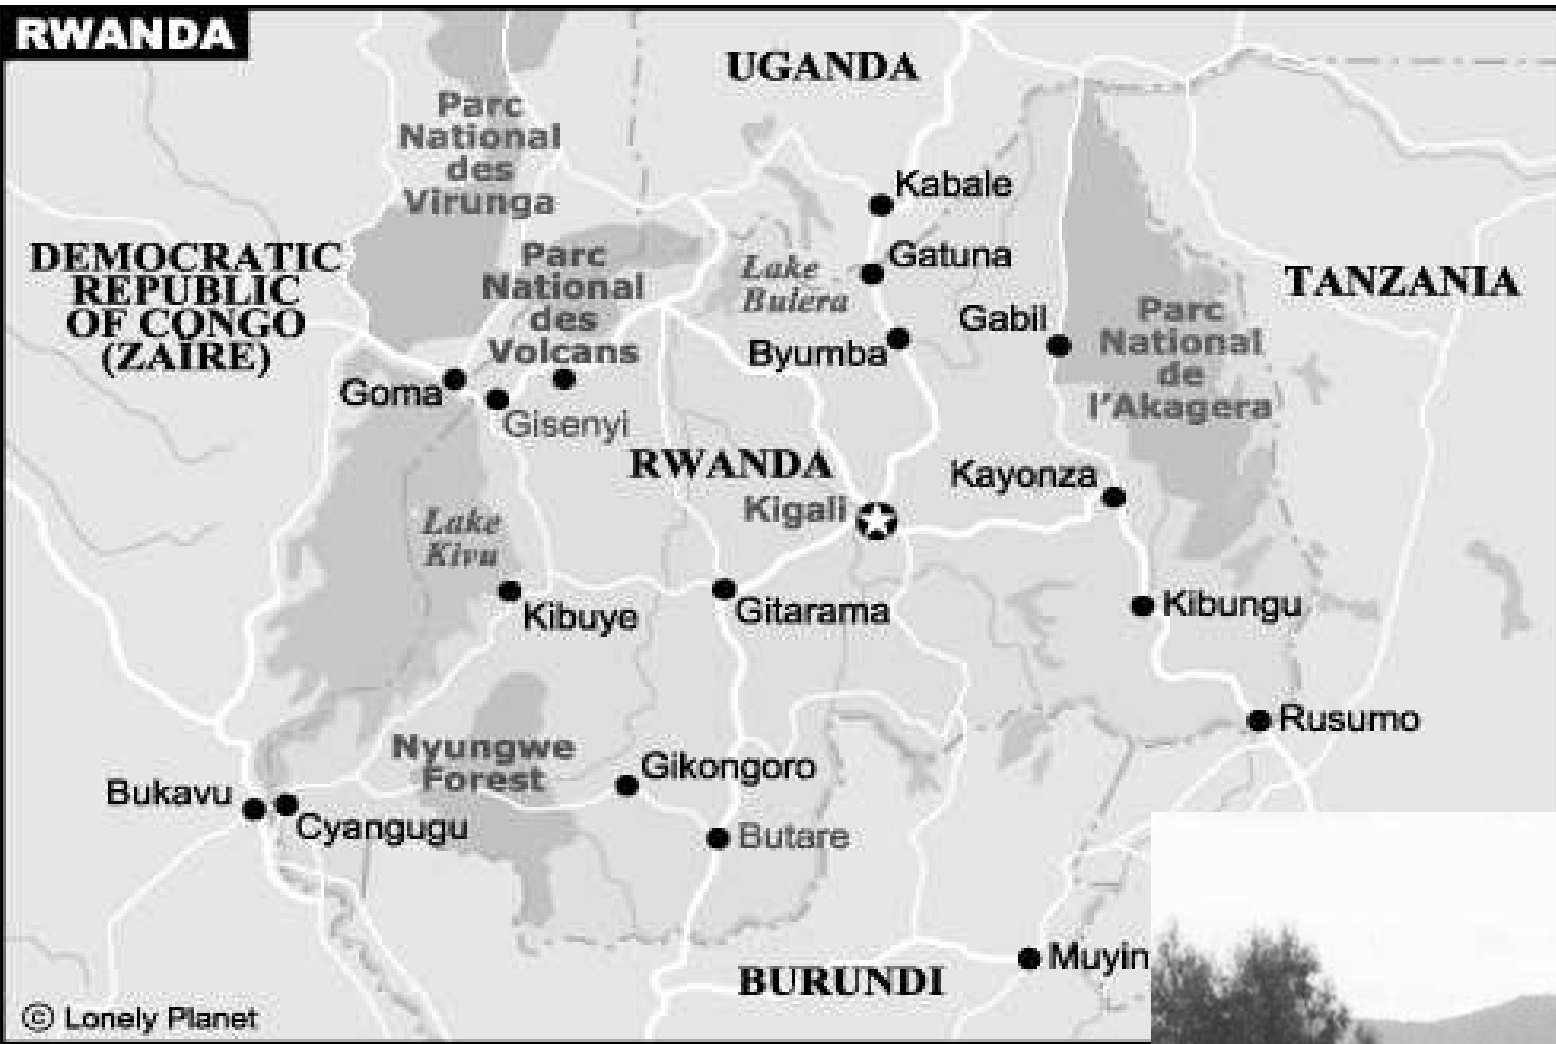 RWANDA
UGANDA
Parc
National
des
Virunga
Kabale
DEMOCRATIC
REPUBLIC
OF CONGO
(ZAÏRE)
Parc
National
des
Volcans
Lake
Bulera
Gatuna
TANZANIA
Gabil
Parc
National
de
l'Akagera
Byumba
Goma
Gisenyi
RWANDA
Kayonza
Kigali
Lake
Kivu
Kibuye
Gitarama
Kibungu
Rusumo
Nyungwe
Forest
Gikongoro
Bukavu
Cyangugu
Butare
Muyin
BURUNDI
© Lonely Planet